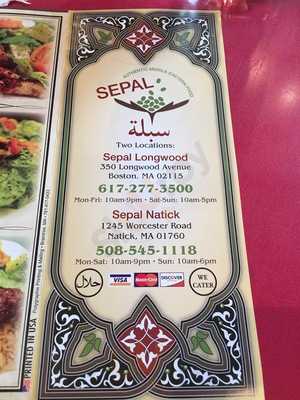 AUTHENTIC MIDDLE EASTERN FOOD
SEPAL
سبلة
Two Locations:
Sepal Longwood
350 Longwood Avenue
Boston, MA 02115
617-277-3500
Mon-Fri: 10am-9pm • Sat-Sun: 10am-5pm
Sepal Natick
1245 Worcester Road
Natick, MA 01760
508-545-1118
Mon-Sat: 10am-9pm • Sun: 10am-6pm
حلال
VISA
MasterCard
DISCOVER
WE
CATER
PRINTED IN USA